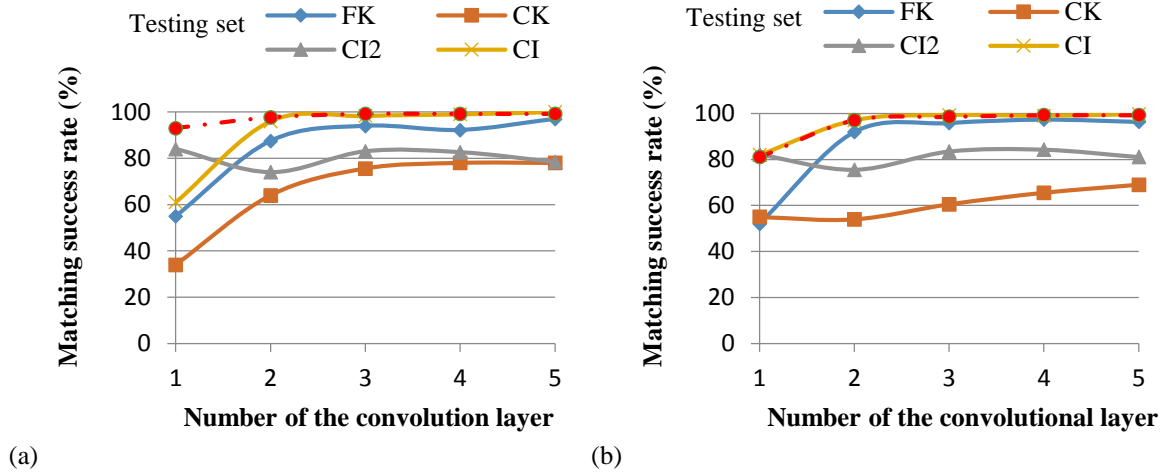 Testing set
FK
CK
CI2
CI
Matching success rate (%)
100
80
60
40
20
0
1 2 3 4 5
Number of the convolution layer
(a)
Testing set
FK
CK
CI2
CI
Matching success rate (%)
100
80
60
40
20
0
1 2 3 4 5
Number of the convolutional layer
(b)